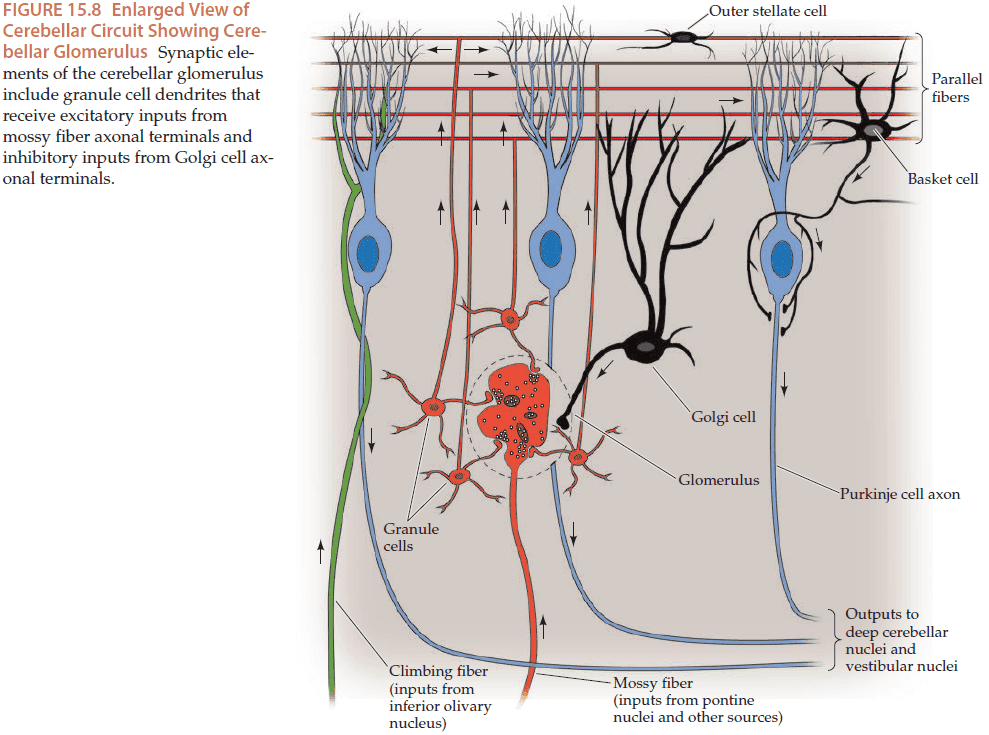 FIGURE 15.8 Enlarged View of
Cerebellar Circuit Showing Cere-
bellar Glomerulus Synaptic ele-
ments of the cerebellar glomerulus
include granule cell dendrites that
receive excitatory inputs from
mossy fiber axonal terminals and
inhibitory inputs from Golgi cell ax-
onal terminals.
Outer stellate cell
Parallel
fibers
Basket cell
Golgi cell
Glomerulus
Purkinje cell axon
Granule
cells
Outputs to
deep cerebellar
nuclei and
vestibular nuclei
Climbing fiber
(inputs from
inferior olivary
nucleus)
Mossy fiber
(inputs from pontine
nuclei and other sources)